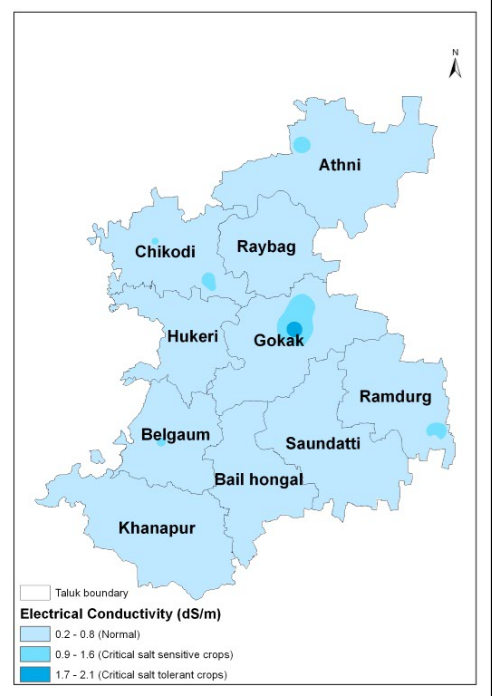 N
Athni
Chikodi
Raybag
Hukeri
Gokak
Ramdurg
Belgaum
Saundatti
Bail hongal
Khanapur
Taluk boundary
Electrical Conductivity (dS/m)
0.2 - 0.8 (Normal)
0.9 - 1.6 (Critical salt sensitive crops)
1.7 - 2.1 (Critical salt tolerant crops)